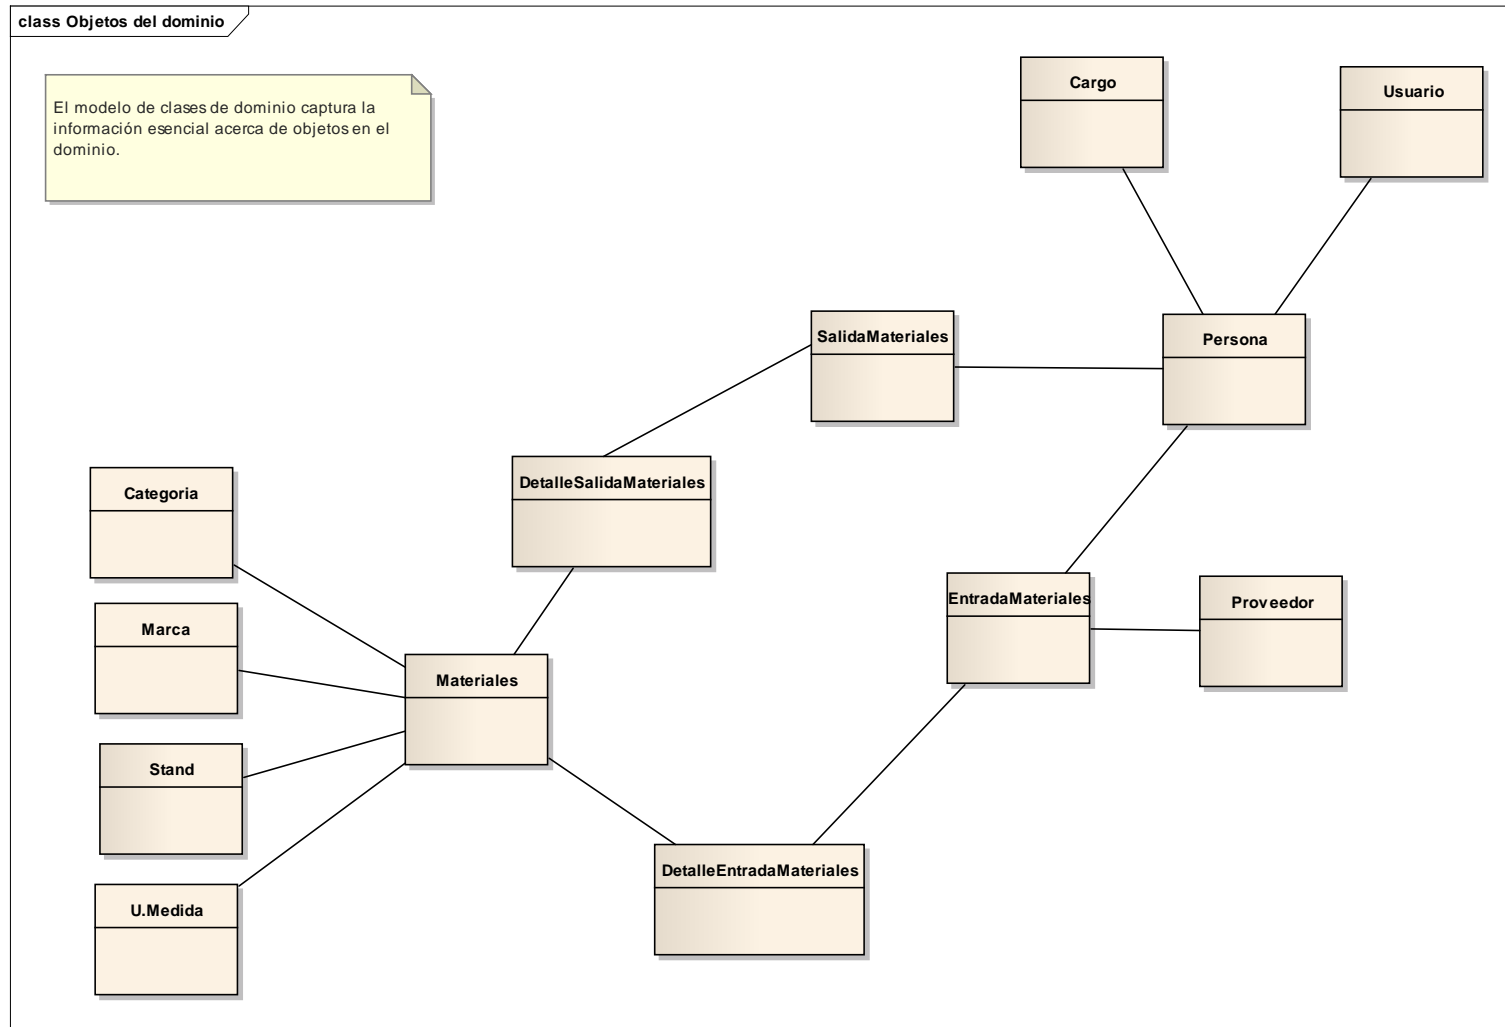 class Objetos del dominio
El modelo de clases de dominio captura la
información esencial acerca de objetos en el
dominio.
Cargo
Usuario
SalidaMateriales
Persona
DetalleSalidaMateriales
Categoria
EntradaMateriales
Proveedor
Marca
Materiales
Stand
DetalleEntradaMateriales
U.Medida